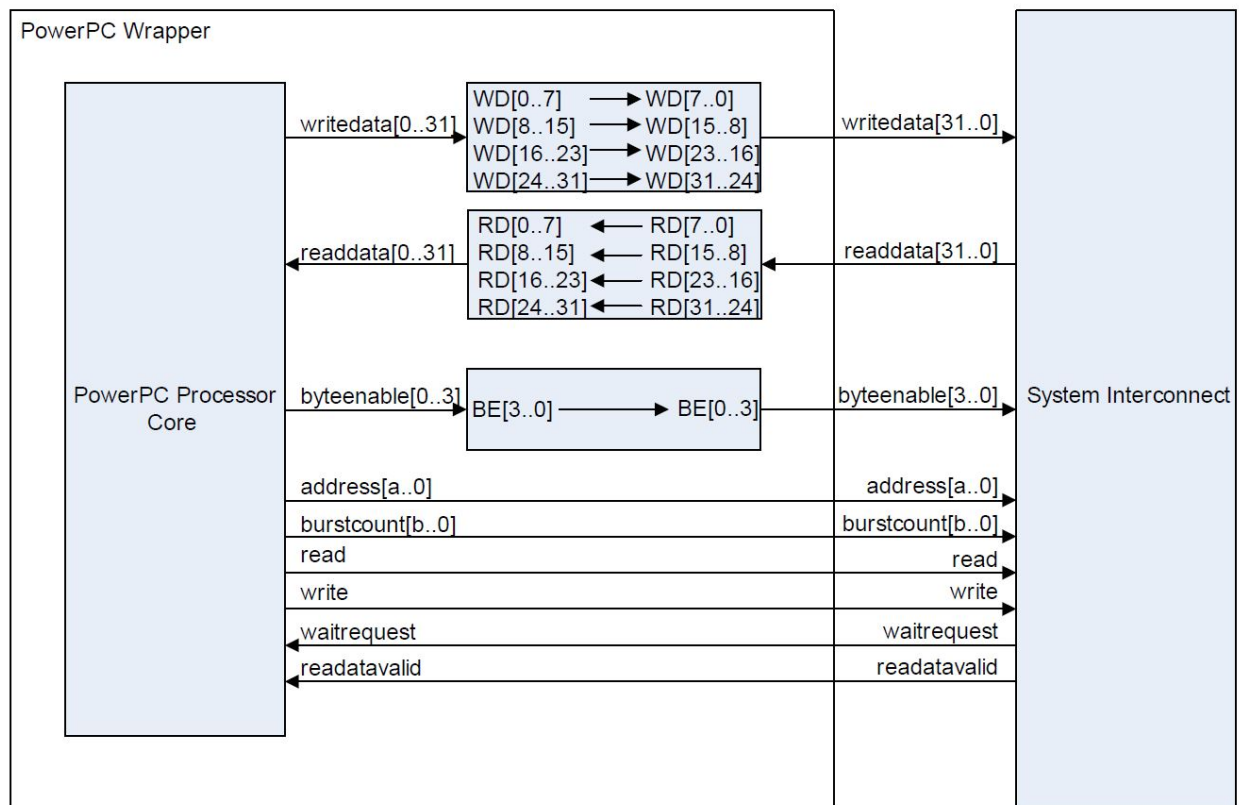 PowerPC Wrapper
PowerPC Processor
Core
writedata[0..31]
WD[0..7] WD[7..0]
WD[8..15] WD[15..8]
WD[16..23] WD[23..16]
WD[24..31] WD[31..24]
writedata[31..0]
readdata[0..31]
RD[0..7] RD[7..0]
RD[8..15] RD[15..8]
RD[16..23] RD[23..16]
RD[24..31] RD[31..24]
readdata[31..0]
byteenable[0..3]
BE[3..0] BE[0..3]
byteenable[3..0]
address[a..0] address[a..0]
burstcount[b..0] burstcount[b..0]
read read
write write
waitrequest waitrequest
readatavalid readatavalid
System Interconnect